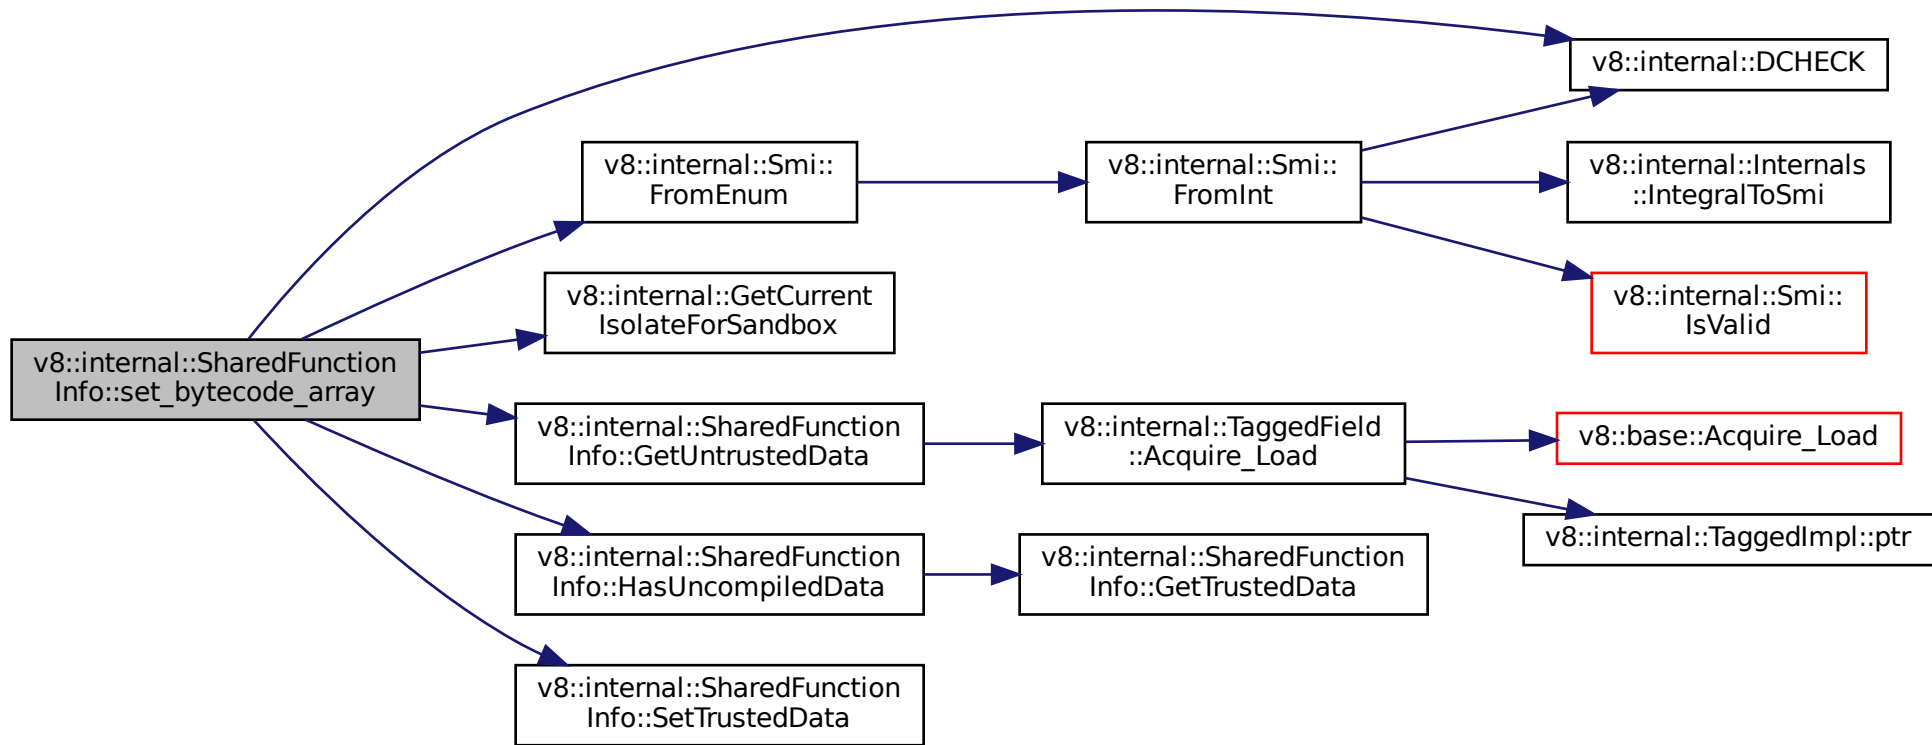 v8::internal::DCHECK
v8::internal::Smi::
FromEnum
v8::internal::Smi::
FromInt
v8::internal::Internals
::IntegralToSmi
v8::internal::GetCurrent
IsolateForSandbox
v8::internal::Smi::
IsValid
v8::internal::SharedFunction
Info::set_bytecode_array
v8::internal::SharedFunction
Info::GetUntrustedData
v8::internal::TaggedField
::Acquire_Load
v8::base::Acquire_Load
v8::internal::TaggedImpl::ptr
v8::internal::SharedFunction
Info::HasUncompiledData
v8::internal::SharedFunction
Info::GetTrustedData
v8::internal::SharedFunction
Info::SetTrustedData